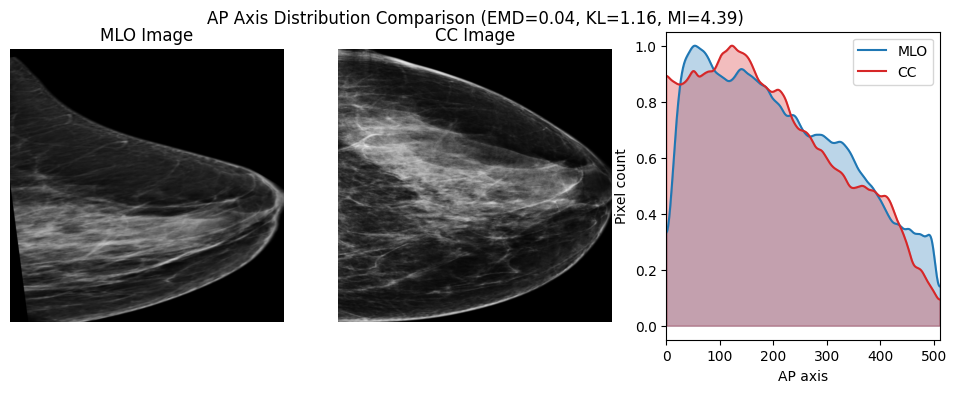 AP Axis Distribution Comparison (EMD=0.04, KL=1.16, MI=4.39)
MLO Image
CC Image
MLO
CC
Pixel count
1.0
0.8
0.6
0.4
0.2
0.0
0 100 200 300 400 500
AP axis